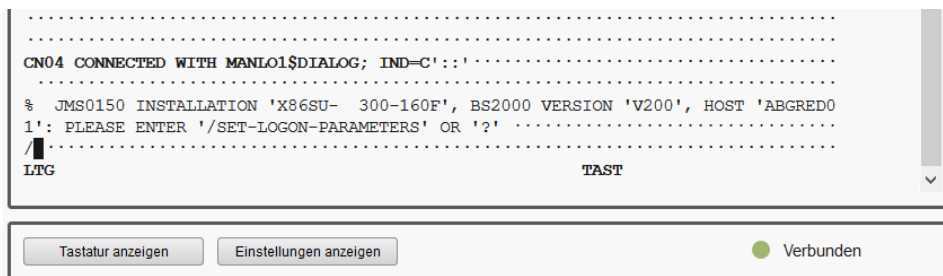 CN04 CONNECTED WITH MANLO1$DIALOG; IND=C'::'
% JMS0150 INSTALLATION 'X86SU- 300-160F', BS2000 VERSION 'V200', HOST 'ABGRED0
1': PLEASE ENTER '/SET-LOGON-PARAMETERS' OR '?'
/
LTG TAST
Tastatur anzeigen Einstellungen anzeigen Verbunden